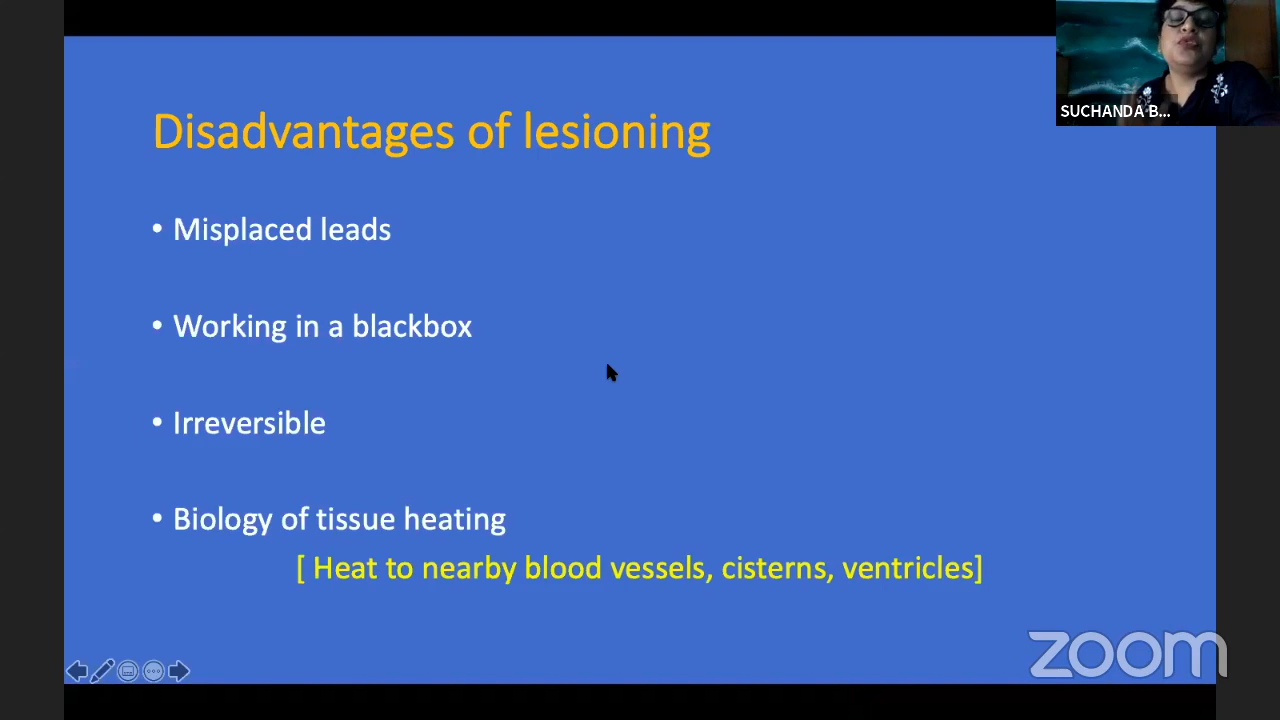 SUCHANDA B...
Disadvantages of lesioning
• Misplaced leads
• Working in a blackbox
• Irreversible
• Biology of tissue heating
[ Heat to nearby blood vessels, cisterns, ventricles]
zoom